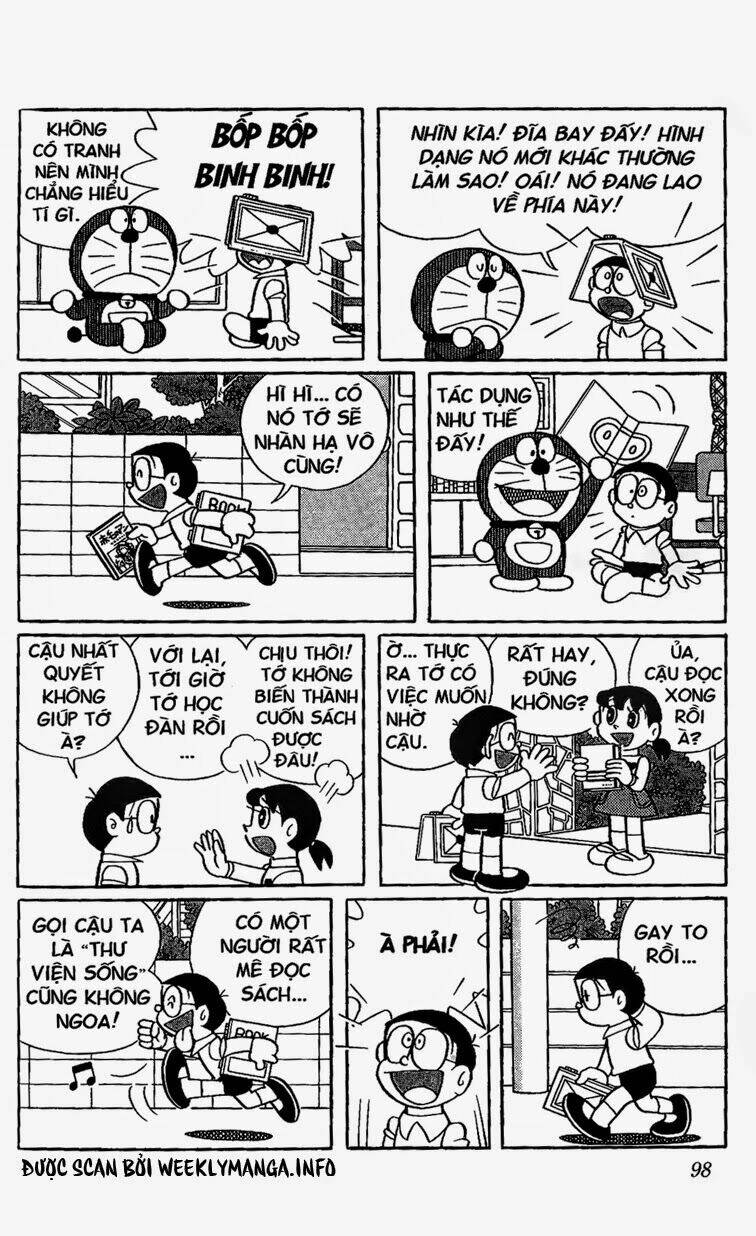 NHÌN KÌA! ĐĨA BAY ĐẤY! HÌNH
DẠNG NÓ MỚI KHÁC THƯỜNG
LÀM SAO! OÁI! NÓ ĐANG LAO
VỀ PHÍA NÀY!
BỐP BỐP
BINH BINH!
KHÔNG
CÓ TRANH
NÊN MÌNH
CHẲNG HIỂU
TÍ GÌ.
TÁC DỤNG
NHƯ THẾ
ĐẤY!
HÌ HÌ... CÓ
NÓ TỚ SẼ
NHÀN HẠ VÔ
CÙNG!
BOOK
ỦA,
CẬU ĐỌC
XONG
RỒI
À?
RẤT HAY,
ĐÚNG
KHÔNG?
Ờ... THỰC
RA TỚ CÓ
VIỆC MUỐN
NHỜ
CẬU.
CHỊU THÔI!
TỚ KHÔNG
BIẾN THÀNH
CUỐN SÁCH
ĐƯỢC
ĐÂU!
VỚI LẠI,
TỚI GIỜ
TỚ HỌC
ĐÀN RỒI
...
CẬU NHẤT
QUYẾT
KHÔNG
GIÚP TỚ
À?
GAY TO
RỒI...
À PHẢI!
CÓ MỘT
NGƯỜI RẤT
MÊ ĐỌC
SÁCH...
GỌI CẬU TA
LÀ "THƯ
VIỆN SỐNG"
CŨNG KHÔNG
NGOA!
BOOK
ĐƯỢC SCAN BỞI WEEKLYMANGA.INFO
98